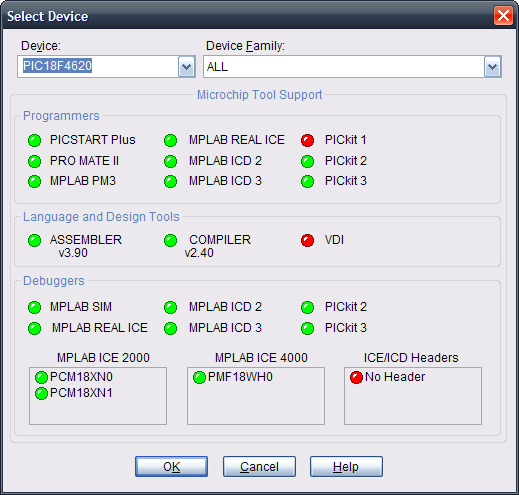 Select Device
Device: Device Family:
PIC18F4620 ALL
Microchip Tool Support
Programmers
PICSTART Plus MPLAB REAL ICE PICkit 1
PRO MATE II MPLAB ICD 2 PICkit 2
MPLAB PM3 MPLAB ICD 3 PICkit 3
Language and Design Tools
ASSEMBLER COMPILER VDI
v3.90 v2.40
Debuggers
MPLAB SIM MPLAB ICD 2 PICkit 2
MPLAB REAL ICE MPLAB ICD 3 PICkit 3
MPLAB ICE 2000 MPLAB ICE 4000 ICE/ICD Headers
PCM18XN0 PMF18WH0 No Header
PCM18XN1
OK Cancel Help